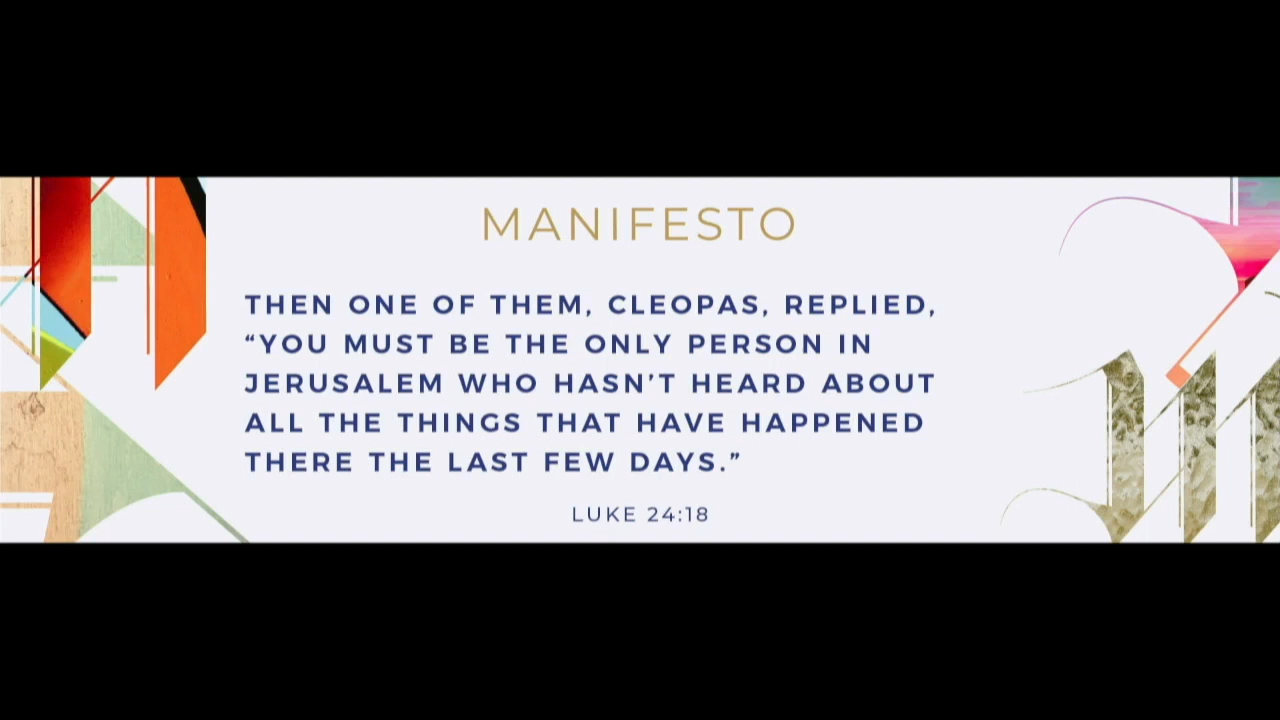 MANIFESTO
THEN ONE OF THEM, CLEOPAS, REPLIED,
“YOU MUST BE THE ONLY PERSON IN
JERUSALEM WHO HASN’T HEARD ABOUT
ALL THE THINGS THAT HAVE HAPPENED
THERE THE LAST FEW DAYS.”
LUKE 24:18